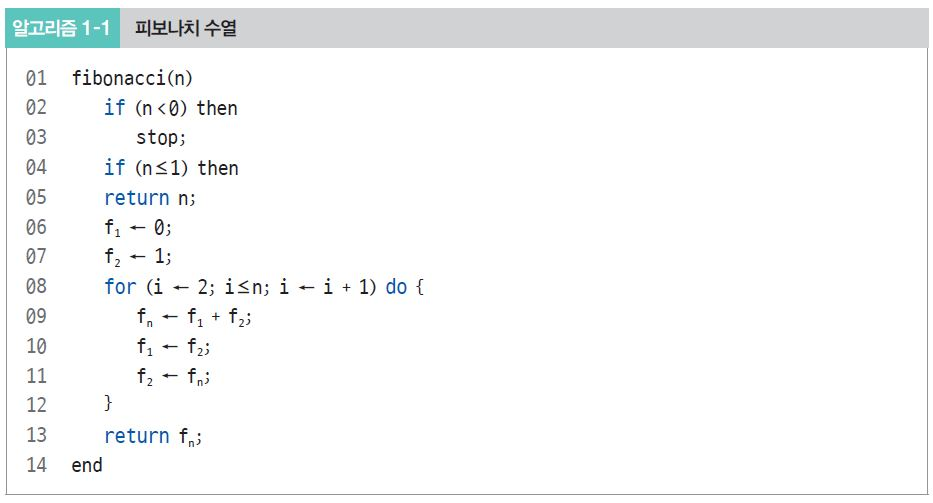 알고리즘 1-1 피보나치 수열
01 fibonacci(n)
02 if (n<0) then
03 stop;
04 if (n≤1) then
05 return n;
06 f₁ ← 0;
07 f₂ ← 1;
08 for (i ← 2; i≤n; i ← i + 1) do {
09 fₙ ← f₁ + f₂;
10 f₁ ← f₂;
11 f₂ ← fₙ;
12 }
13 return fₙ;
14 end